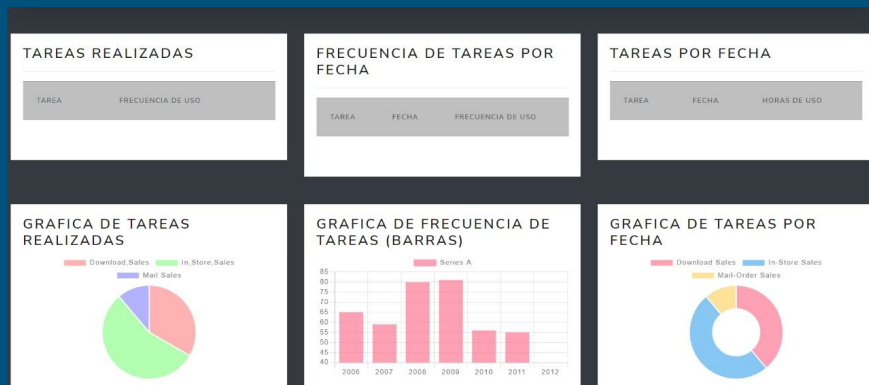 TAREAS REALIZADAS
TAREA FRECUENCIA DE USO
FRECUENCIA DE TAREAS POR
FECHA
TAREA FECHA FRECUENCIA DE USO
TAREAS POR FECHA
TAREA FECHA HORAS DE USO
GRAFICA DE TAREAS
REALIZADAS
Download,Sales In,Store,Sales
Mail Sales
GRAFICA DE FRECUENCIA DE
TAREAS (BARRAS)
Series A
85
80
75
70
65
60
55
50
45
40
2006 2007 2008 2009 2010 2011 2012
GRAFICA DE TAREAS POR
FECHA
Download Sales In-Store Sales
Mail-Order Sales